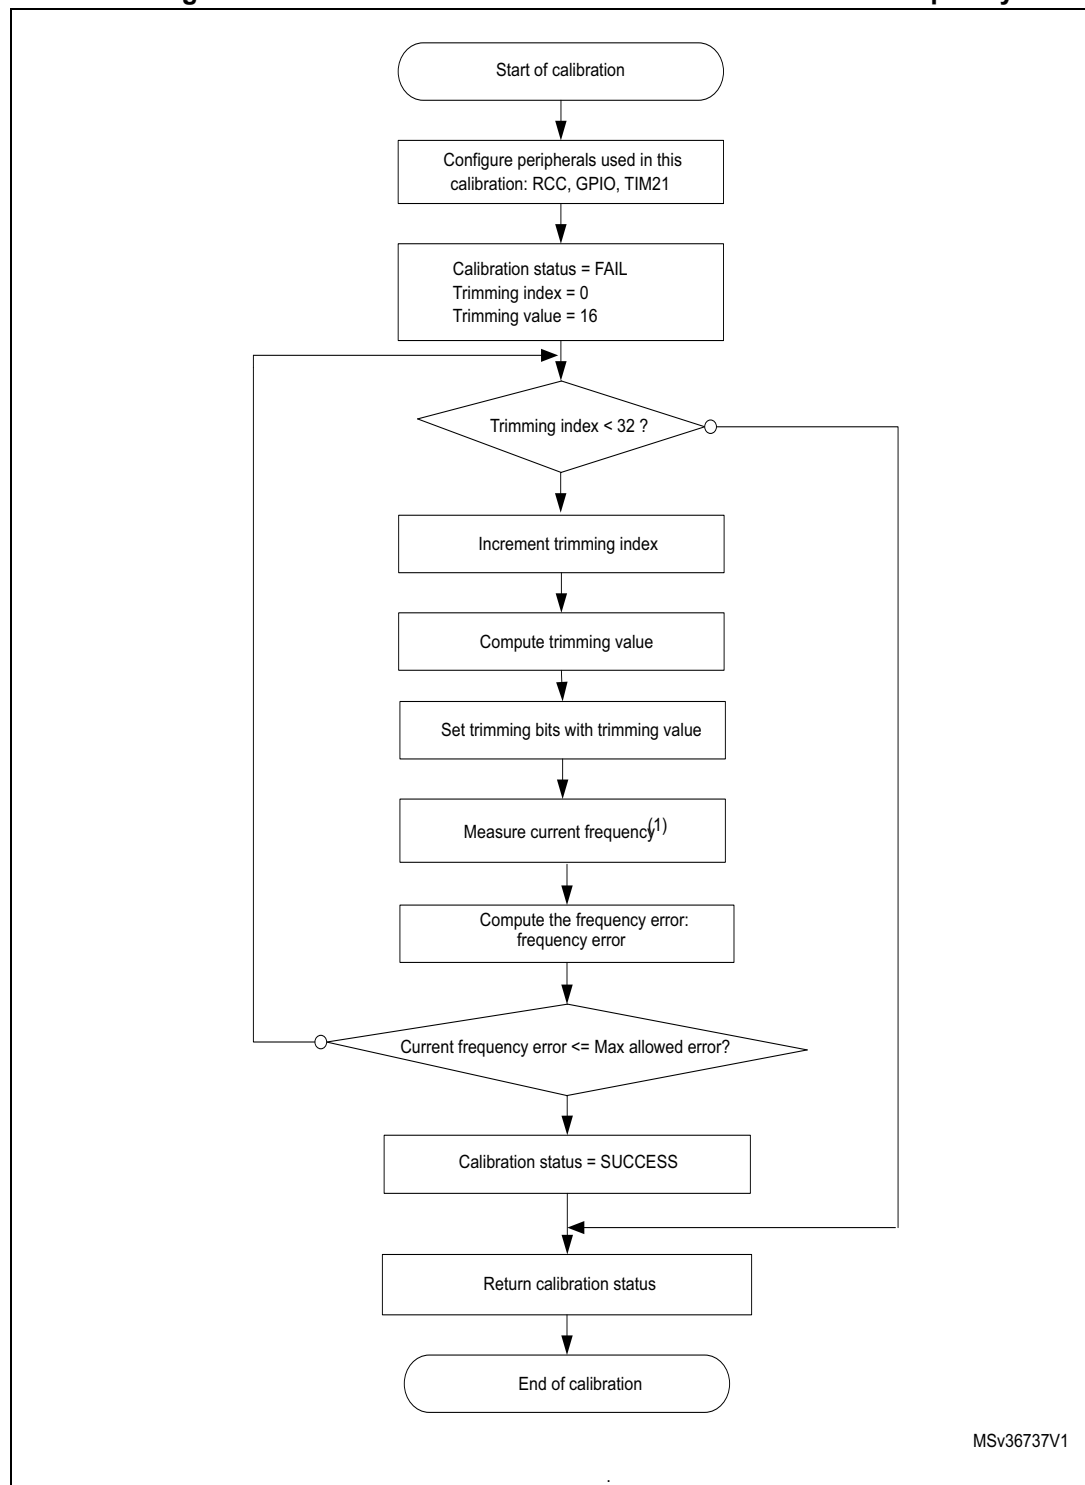 Start of calibration
Configure peripherals used in this
calibration: RCC, GPIO, TIM21
Calibration status = FAIL
Trimming index = 0
Trimming value = 16
Trimming index < 32 ?
Increment trimming index
Compute trimming value
Set trimming bits with trimming value
Measure current frequency(1)
Compute the frequency error:
frequency error
Current frequency error <= Max allowed error?
Calibration status = SUCCESS
Return calibration status
End of calibration
MSv36737V1